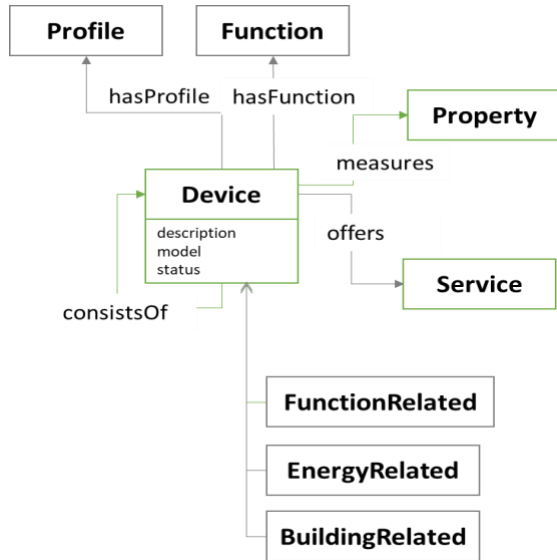 Profile
Function
hasProfile
hasFunction
Property
measures
Device
description
model
status
offers
Service
consistsOf
FunctionRelated
EnergyRelated
BuildingRelated